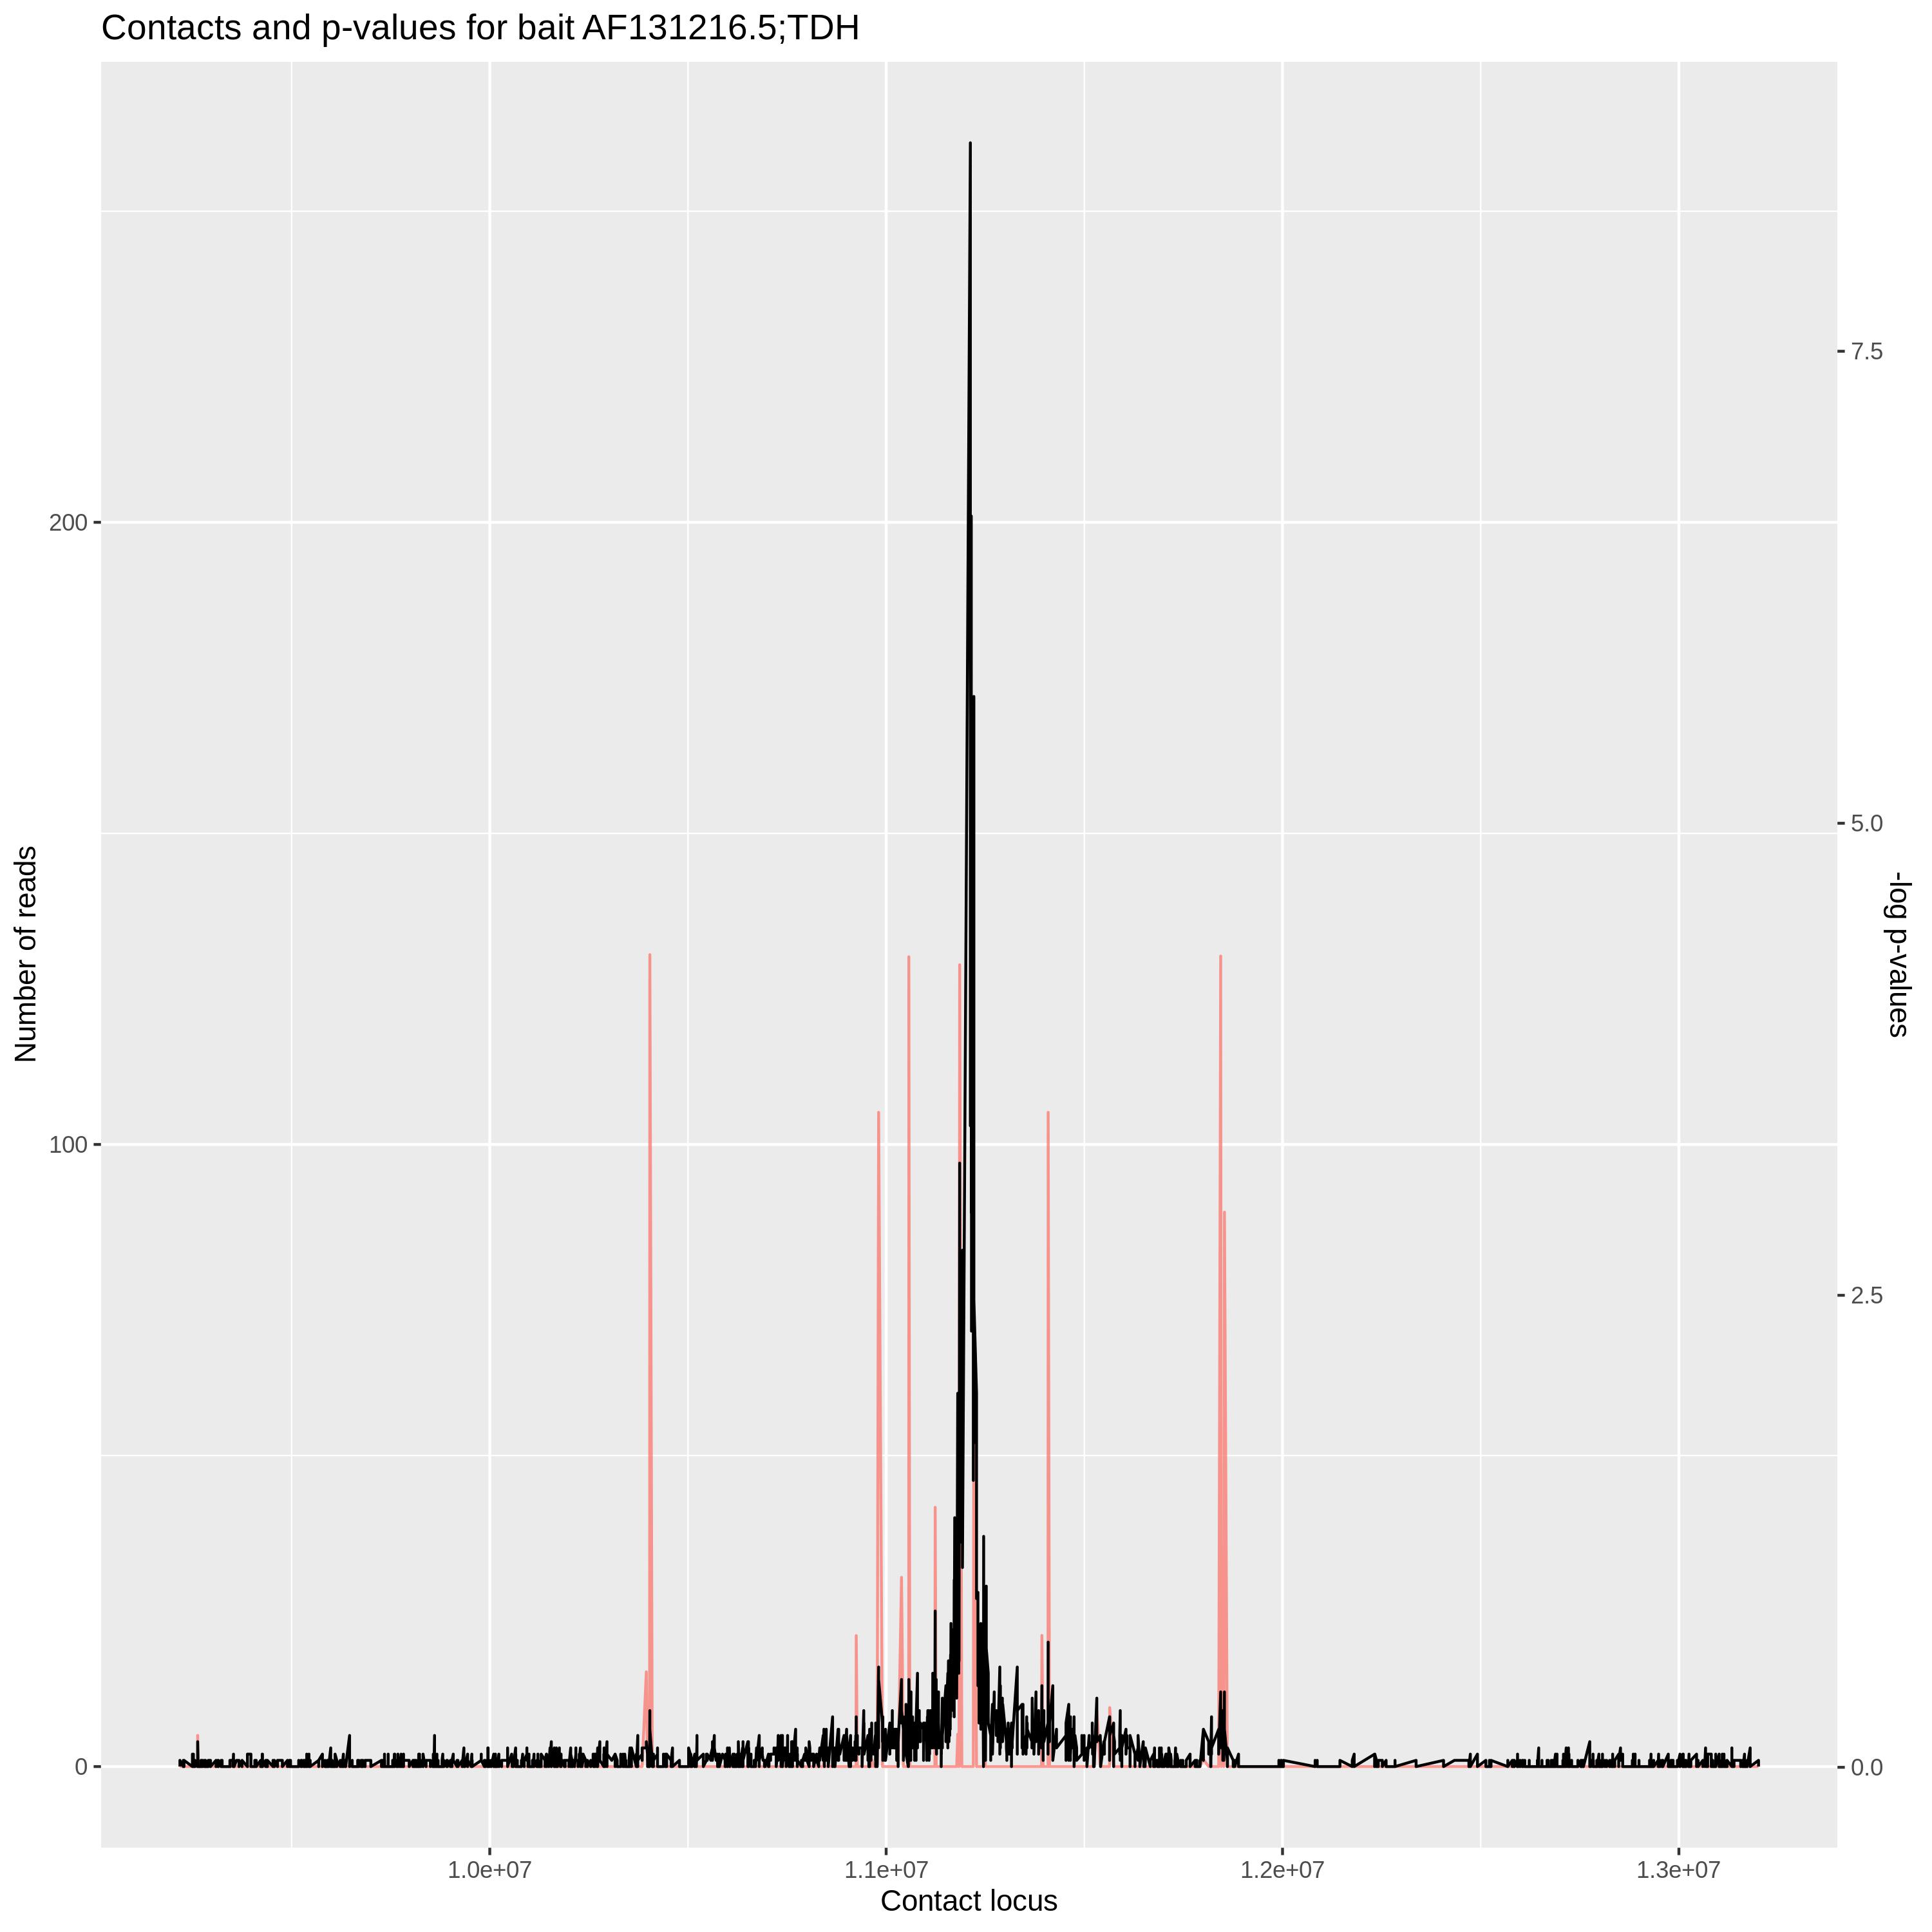 Contacts and p-values for bait AF131216.5;TDH
200
100
0
Number of reads
7.5
5.0
2.5
0.0
-log p-values
1.0e+07
1.1e+07
1.2e+07
1.3e+07
Contact locus